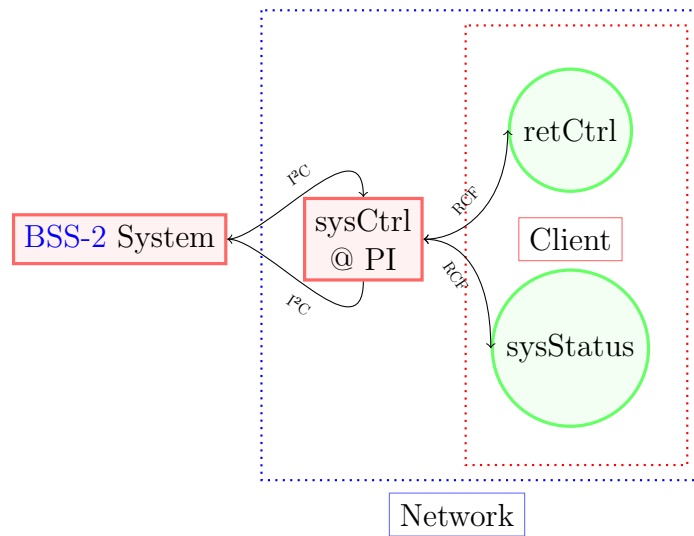 BSS-2 System
I²C
I²C
sysCtrl
@ PI
RCF
RCF
retCtrl
Client
sysStatus
Network